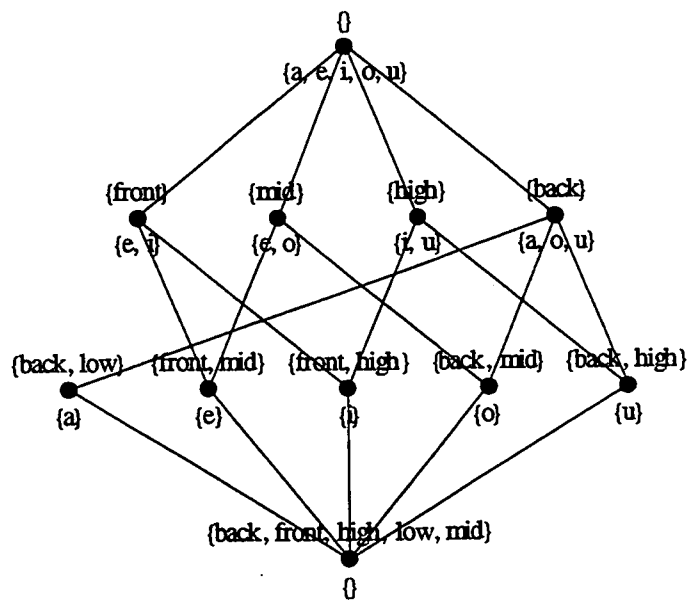 {}
{a, e, i, o, u}
{front} {mid} {high} {back}
{e, i} {e, o} {i, u} {a, o, u}
{back, low} {front, mid} {front, high} {back, mid} {back, high}
{a} {e} {i} {o} {u}
{back, front, high, low, mid}
{}